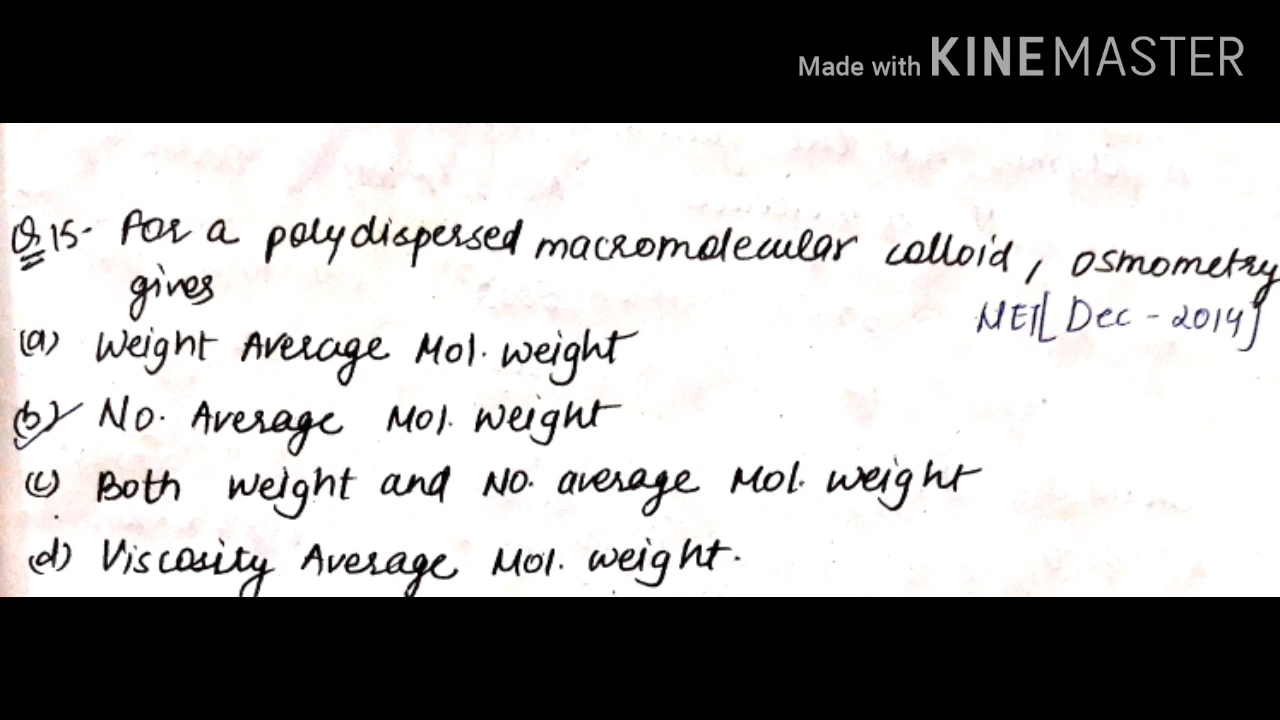 Made with KINEMASTER
Q.15- For a polydispersed macromolecular colloid, osmometry
gives
NET[Dec-2014]
(a) Weight Average Mol. weight
(b) No. Average Mol. weight
(c) Both weight and No. average Mol. weight
(d) Viscosity Average Mol. weight.